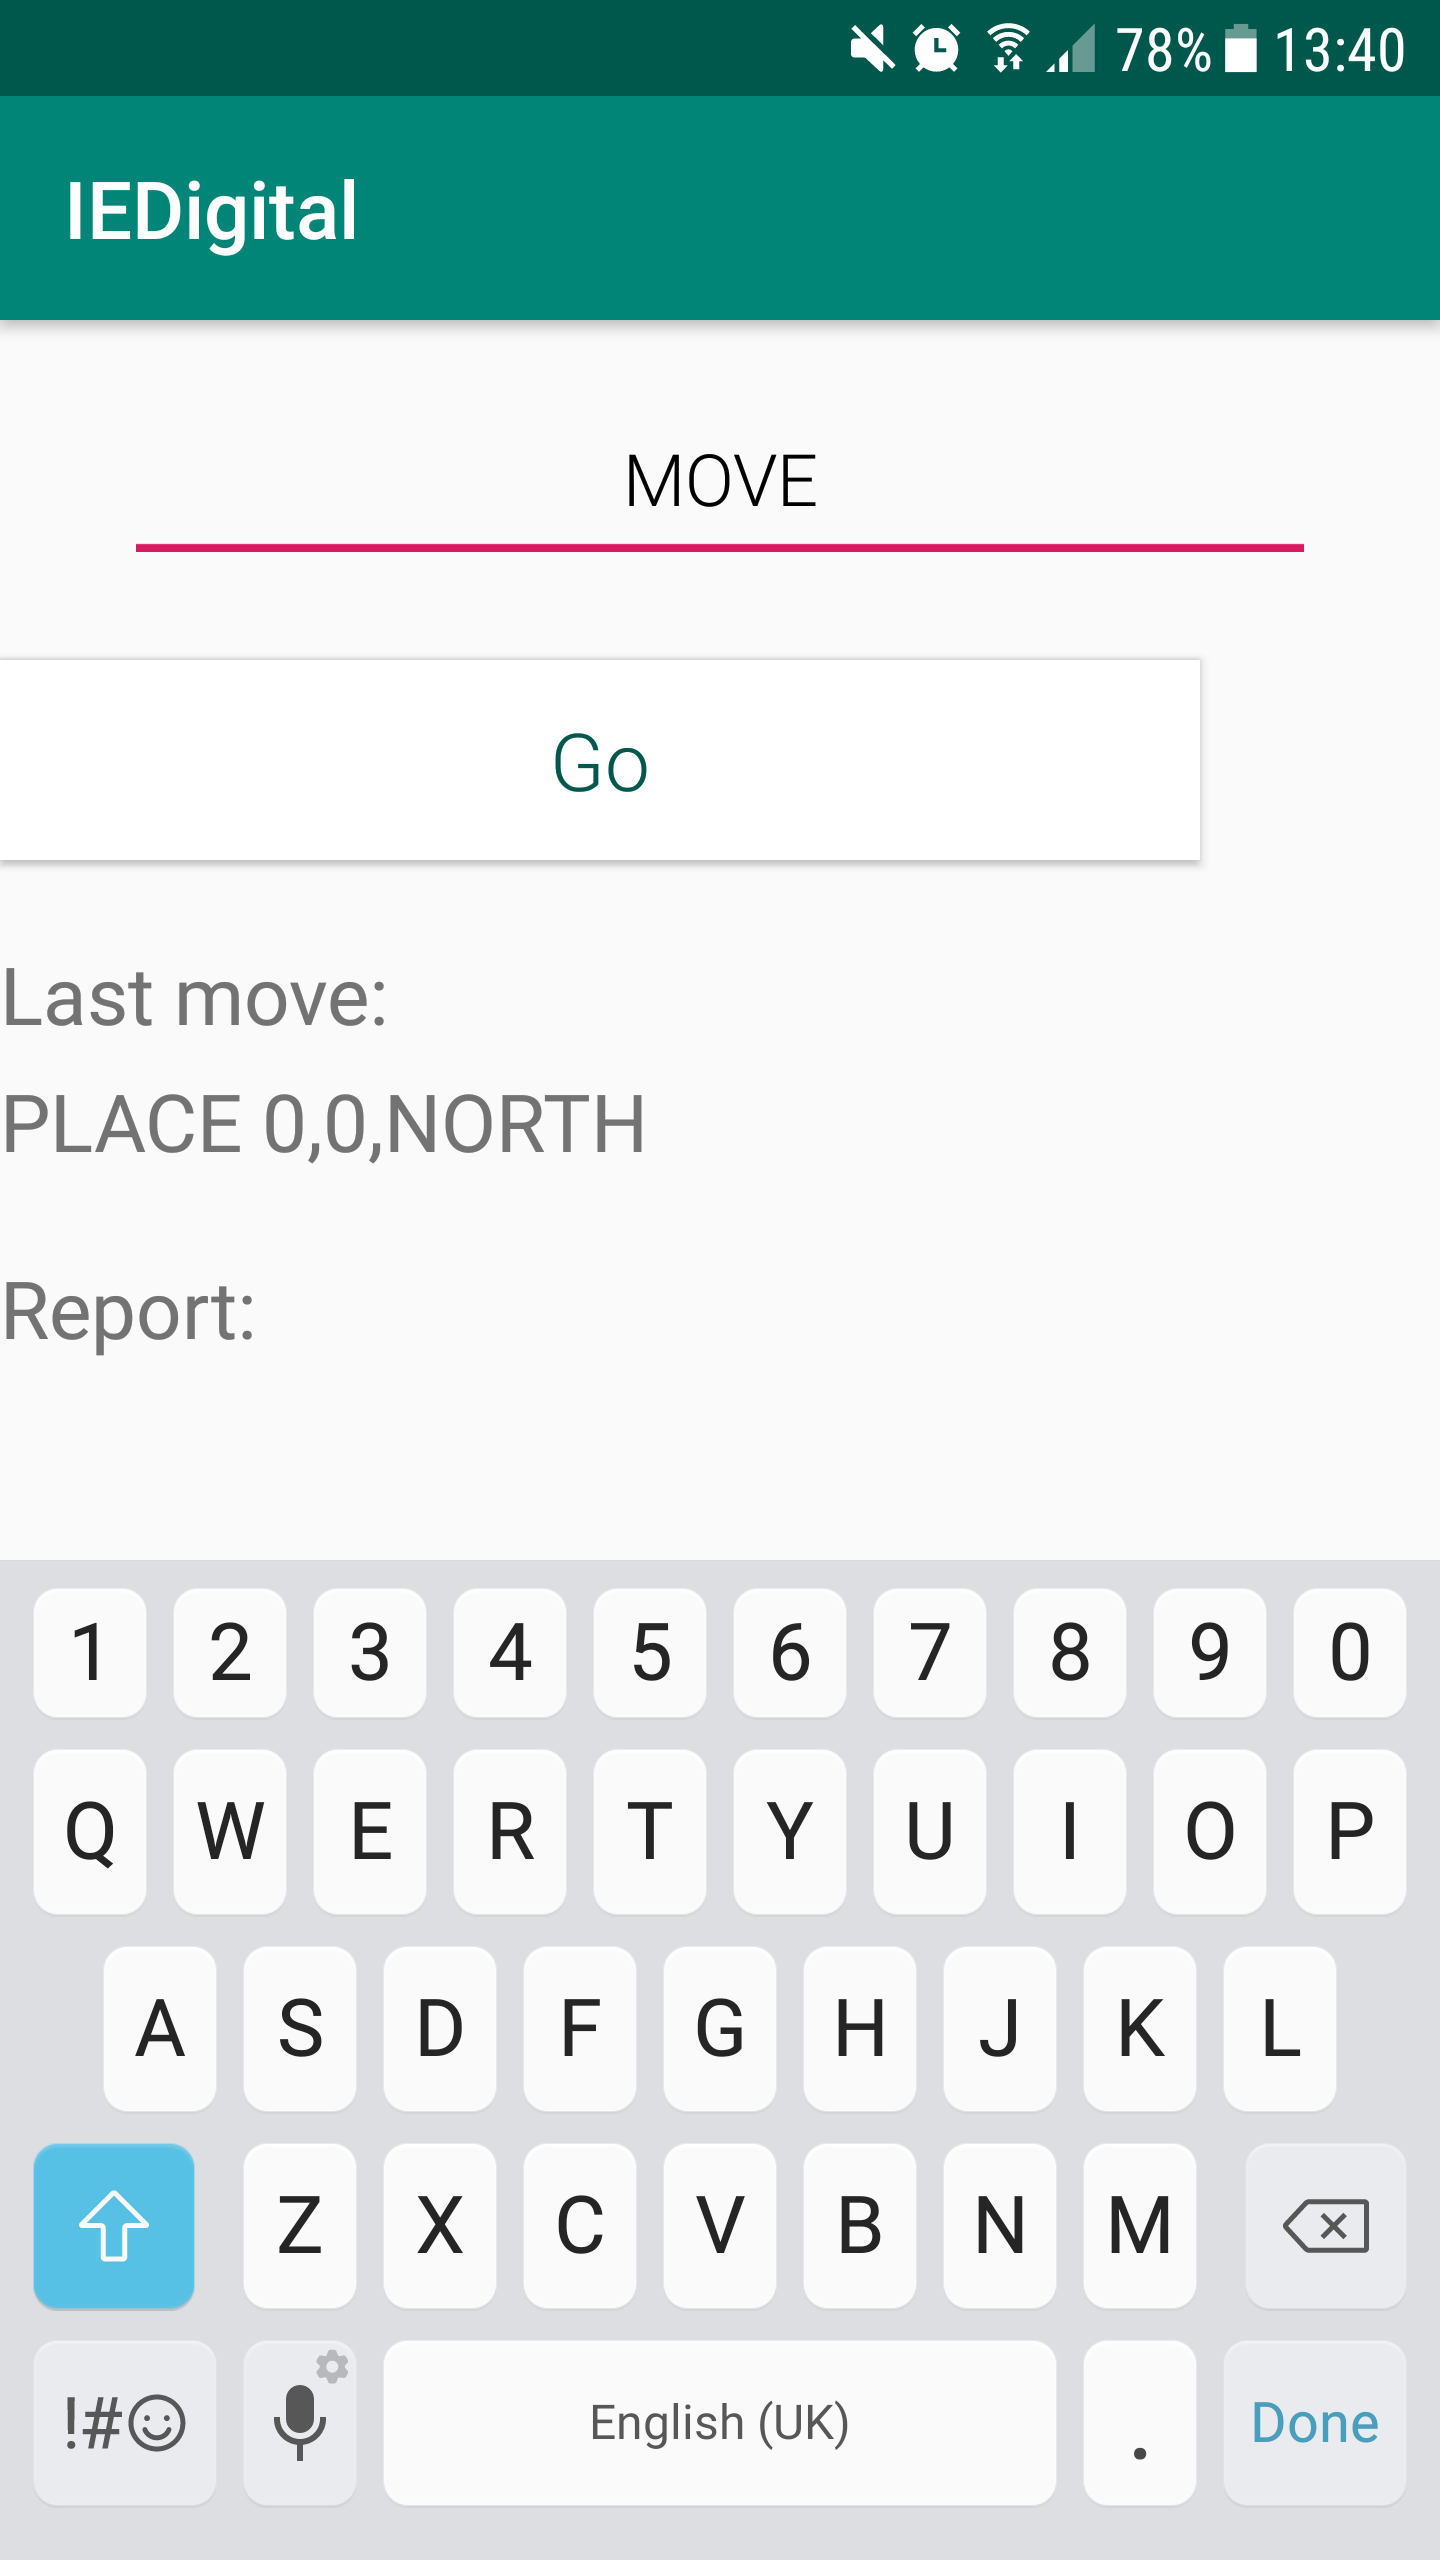 78% 13:40
IEDigital
MOVE
Go
Last move:
PLACE 0,0,NORTH
Report:
1 2 3 4 5 6 7 8 9 0
Q W E R T Y U I O P
A S D F G H J K L
Z X C V B N M
!#☺ English (UK) . Done